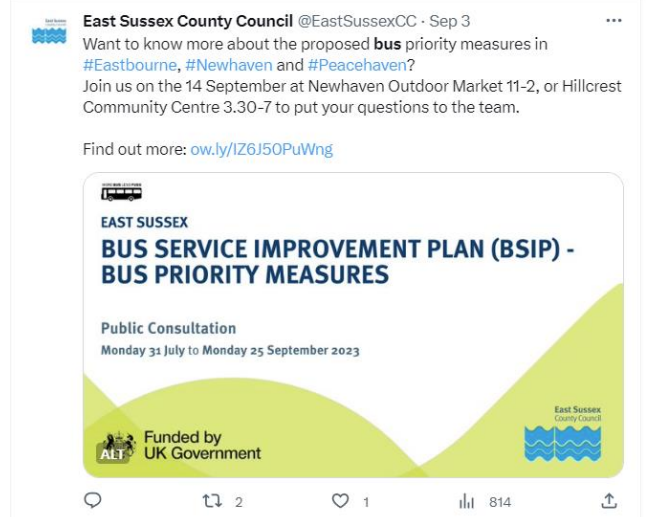 East Sussex County Council @EastSussexCC · Sep 3
Want to know more about the proposed bus priority measures in
#Eastbourne, #Newhaven and #Peacehaven?
Join us on the 14 September at Newhaven Outdoor Market 11-2, or Hillcrest
Community Centre 3.30-7 to put your questions to the team.
Find out more: ow.ly/IZ6J50PuWng
EAST SUSSEX
BUS SERVICE IMPROVEMENT PLAN (BSIP) -
BUS PRIORITY MEASURES
Public Consultation
Monday 31 July to Monday 25 September 2023
East Sussex
County Council
ALT
Funded by
UK Government
2
1
814